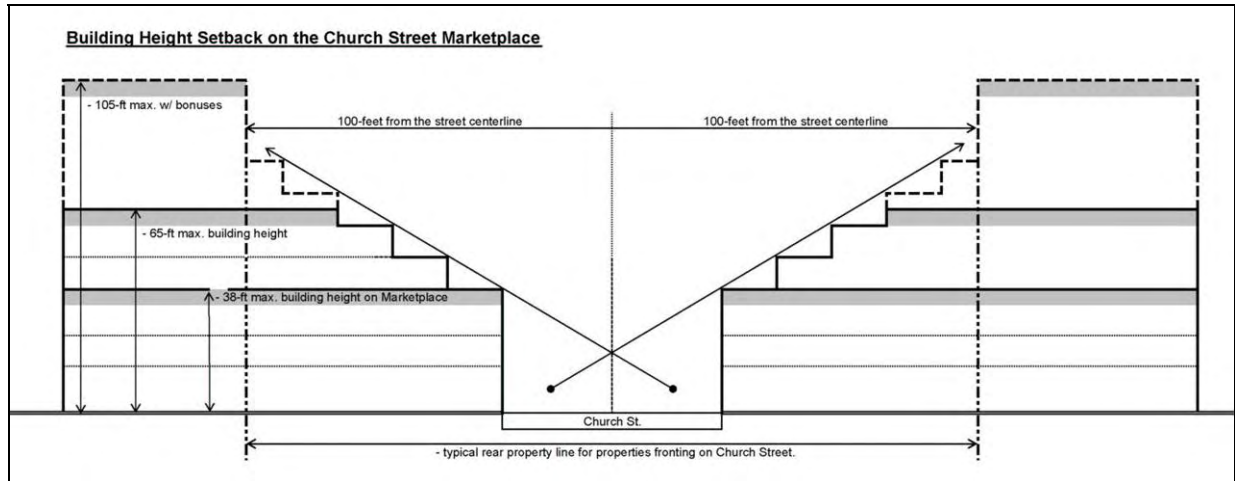 Building Height Setback on the Church Street Marketplace
- 105-ft max. w/ bonuses
100-feet from the street centerline
100-feet from the street centerline
- 65-ft max. building height
- 38-ft max. building height on Marketplace
Church St.
- typical rear property line for properties fronting on Church Street.